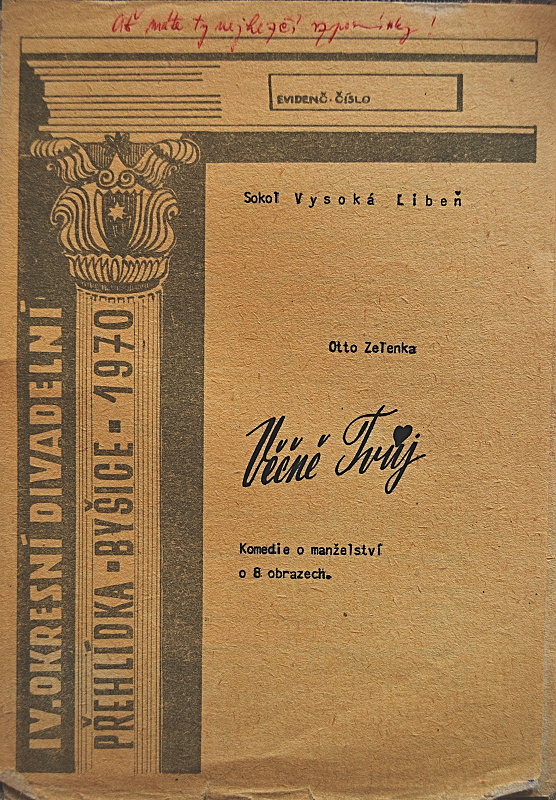 Ať máte ty nejhezčí vzpomínky!
EVIDENČ. ČÍSLO
Sokol Vysoká Libeň
Otto Zelenka
Věčně Tvůj
Komedie o manželství
o 8 obrazech.
IV. OKRESNÍ DIVADELNÍ
PŘEHLÍDKA ▪ BYŠICE ▪ 1970